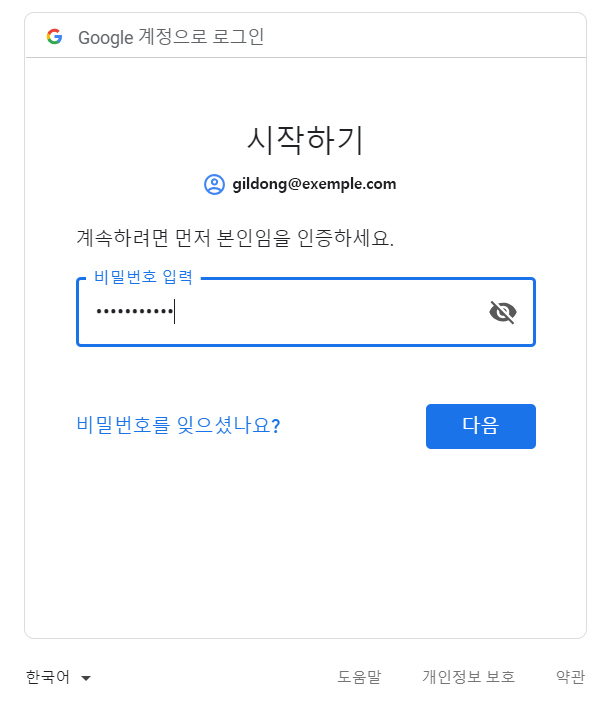 Google 계정으로 로그인
시작하기
gildong@exemple.com
계속하려면 먼저 본인임을 인증하세요.
비밀번호 입력
•••••••••••
비밀번호를 잊으셨나요?
다음
한국어
도움말
개인정보 보호
약관